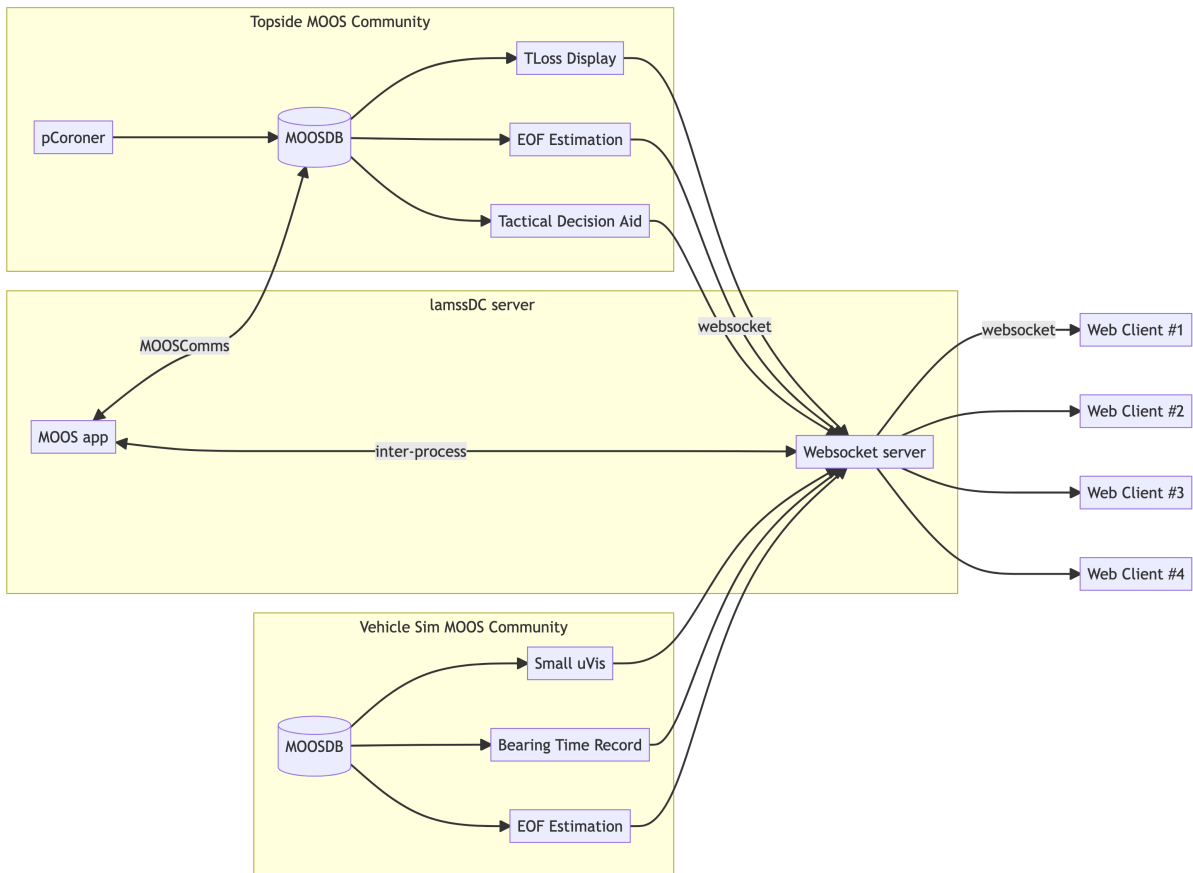 Topside MOOS Community
TLoss Display
pCoroner
MOOSDB
EOF Estimation
Tactical Decision Aid
lamssDC server
websocket
websocket
Web Client #1
MOOSComms
Web Client #2
MOOS app
inter-process
Websocket server
Web Client #3
Web Client #4
Vehicle Sim MOOS Community
Small uVis
MOOSDB
Bearing Time Record
EOF Estimation